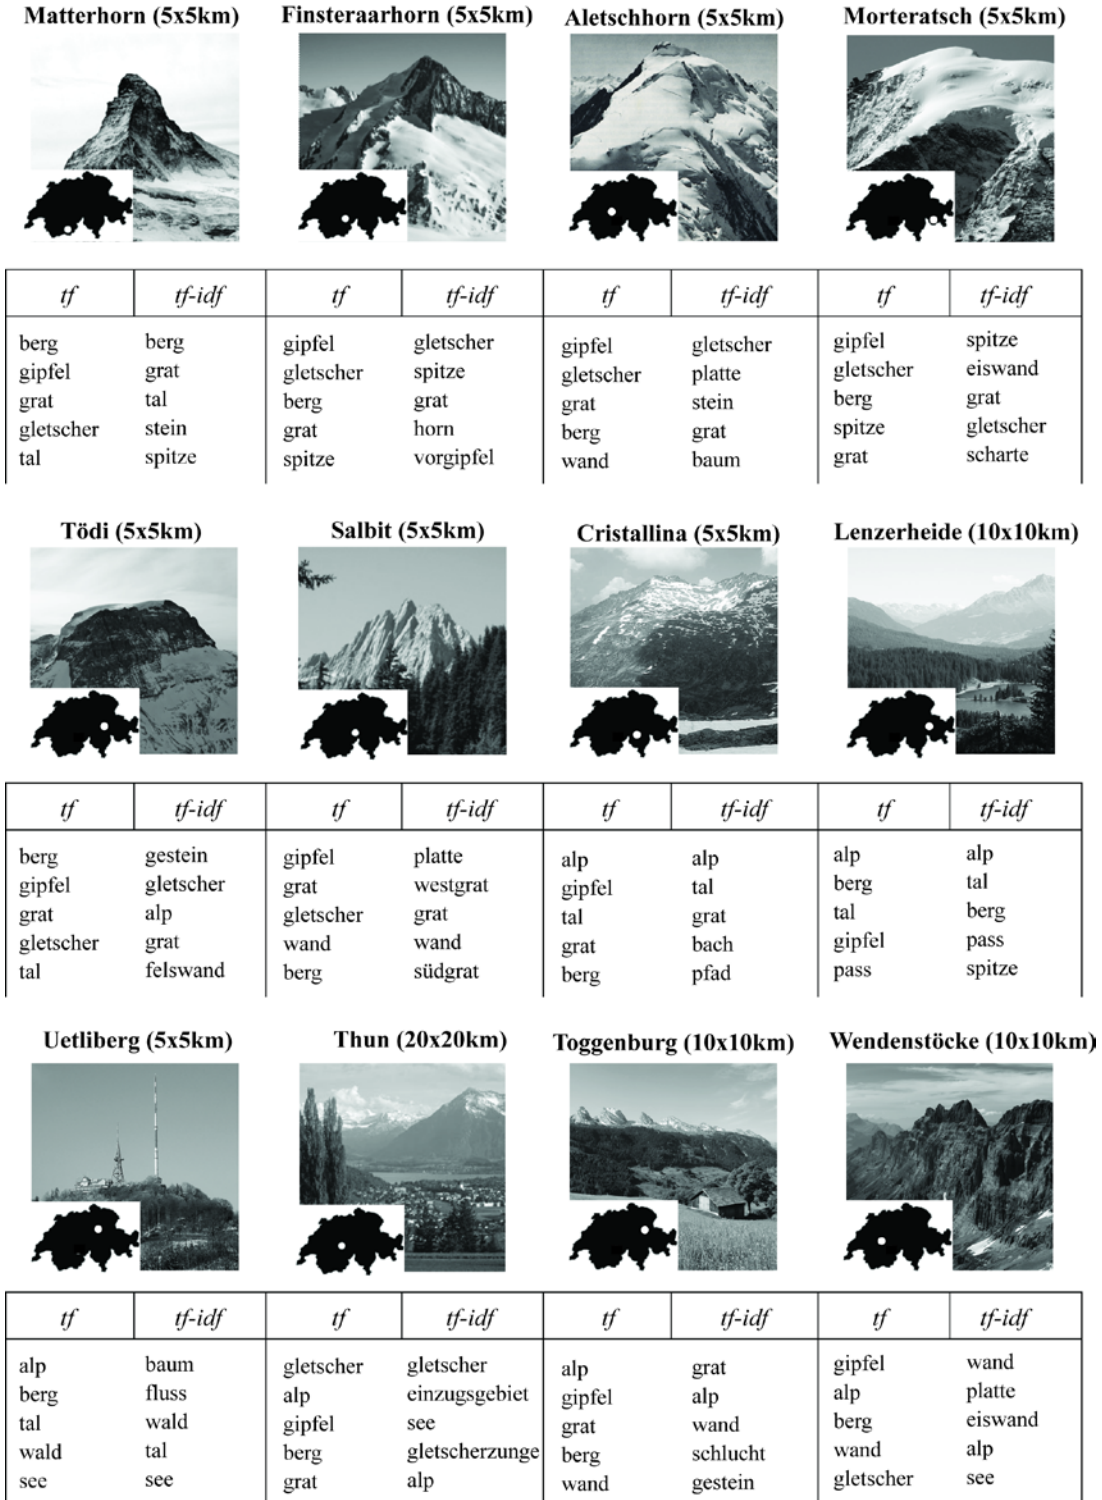 Matterhorn (5x5km) Finsteraarhorn (5x5km) Aletschhorn (5x5km) Morteratsch (5x5km)
tf tf-idf tf tf-idf tf tf-idf tf tf-idf
berg berg gipfel gletscher gipfel gletscher gipfel spitze
gipfel grat gletscher spitze gletscher platte gletscher eiswand
grat tal berg grat grat stein berg grat
gletscher stein grat horn berg grat spitze gletscher
tal spitze spitze vorgipfel wand baum grat scharte
Tödi (5x5km) Salbit (5x5km) Cristallina (5x5km) Lenzerheide (10x10km)
tf tf-idf tf tf-idf tf tf-idf tf tf-idf
berg gestein gipfel platte alp alp alp alp
gipfel gletscher grat westgrat gipfel tal berg tal
grat alp gletscher grat tal grat tal berg
gletscher grat wand wand grat bach gipfel pass
tal felswand berg südgrat berg pfad pass spitze
Uetliberg (5x5km) Thun (20x20km) Toggenburg (10x10km) Wendenstöcke (10x10km)
tf tf-idf tf tf-idf tf tf-idf tf tf-idf
alp baum gletscher gletscher alp grat gipfel wand
berg fluss alp einzugsgebiet gipfel alp alp platte
tal wald gipfel see grat wand berg eiswand
wald tal berg gletscherzunge berg schlucht wand alp
see see grat alp wand gestein gletscher see